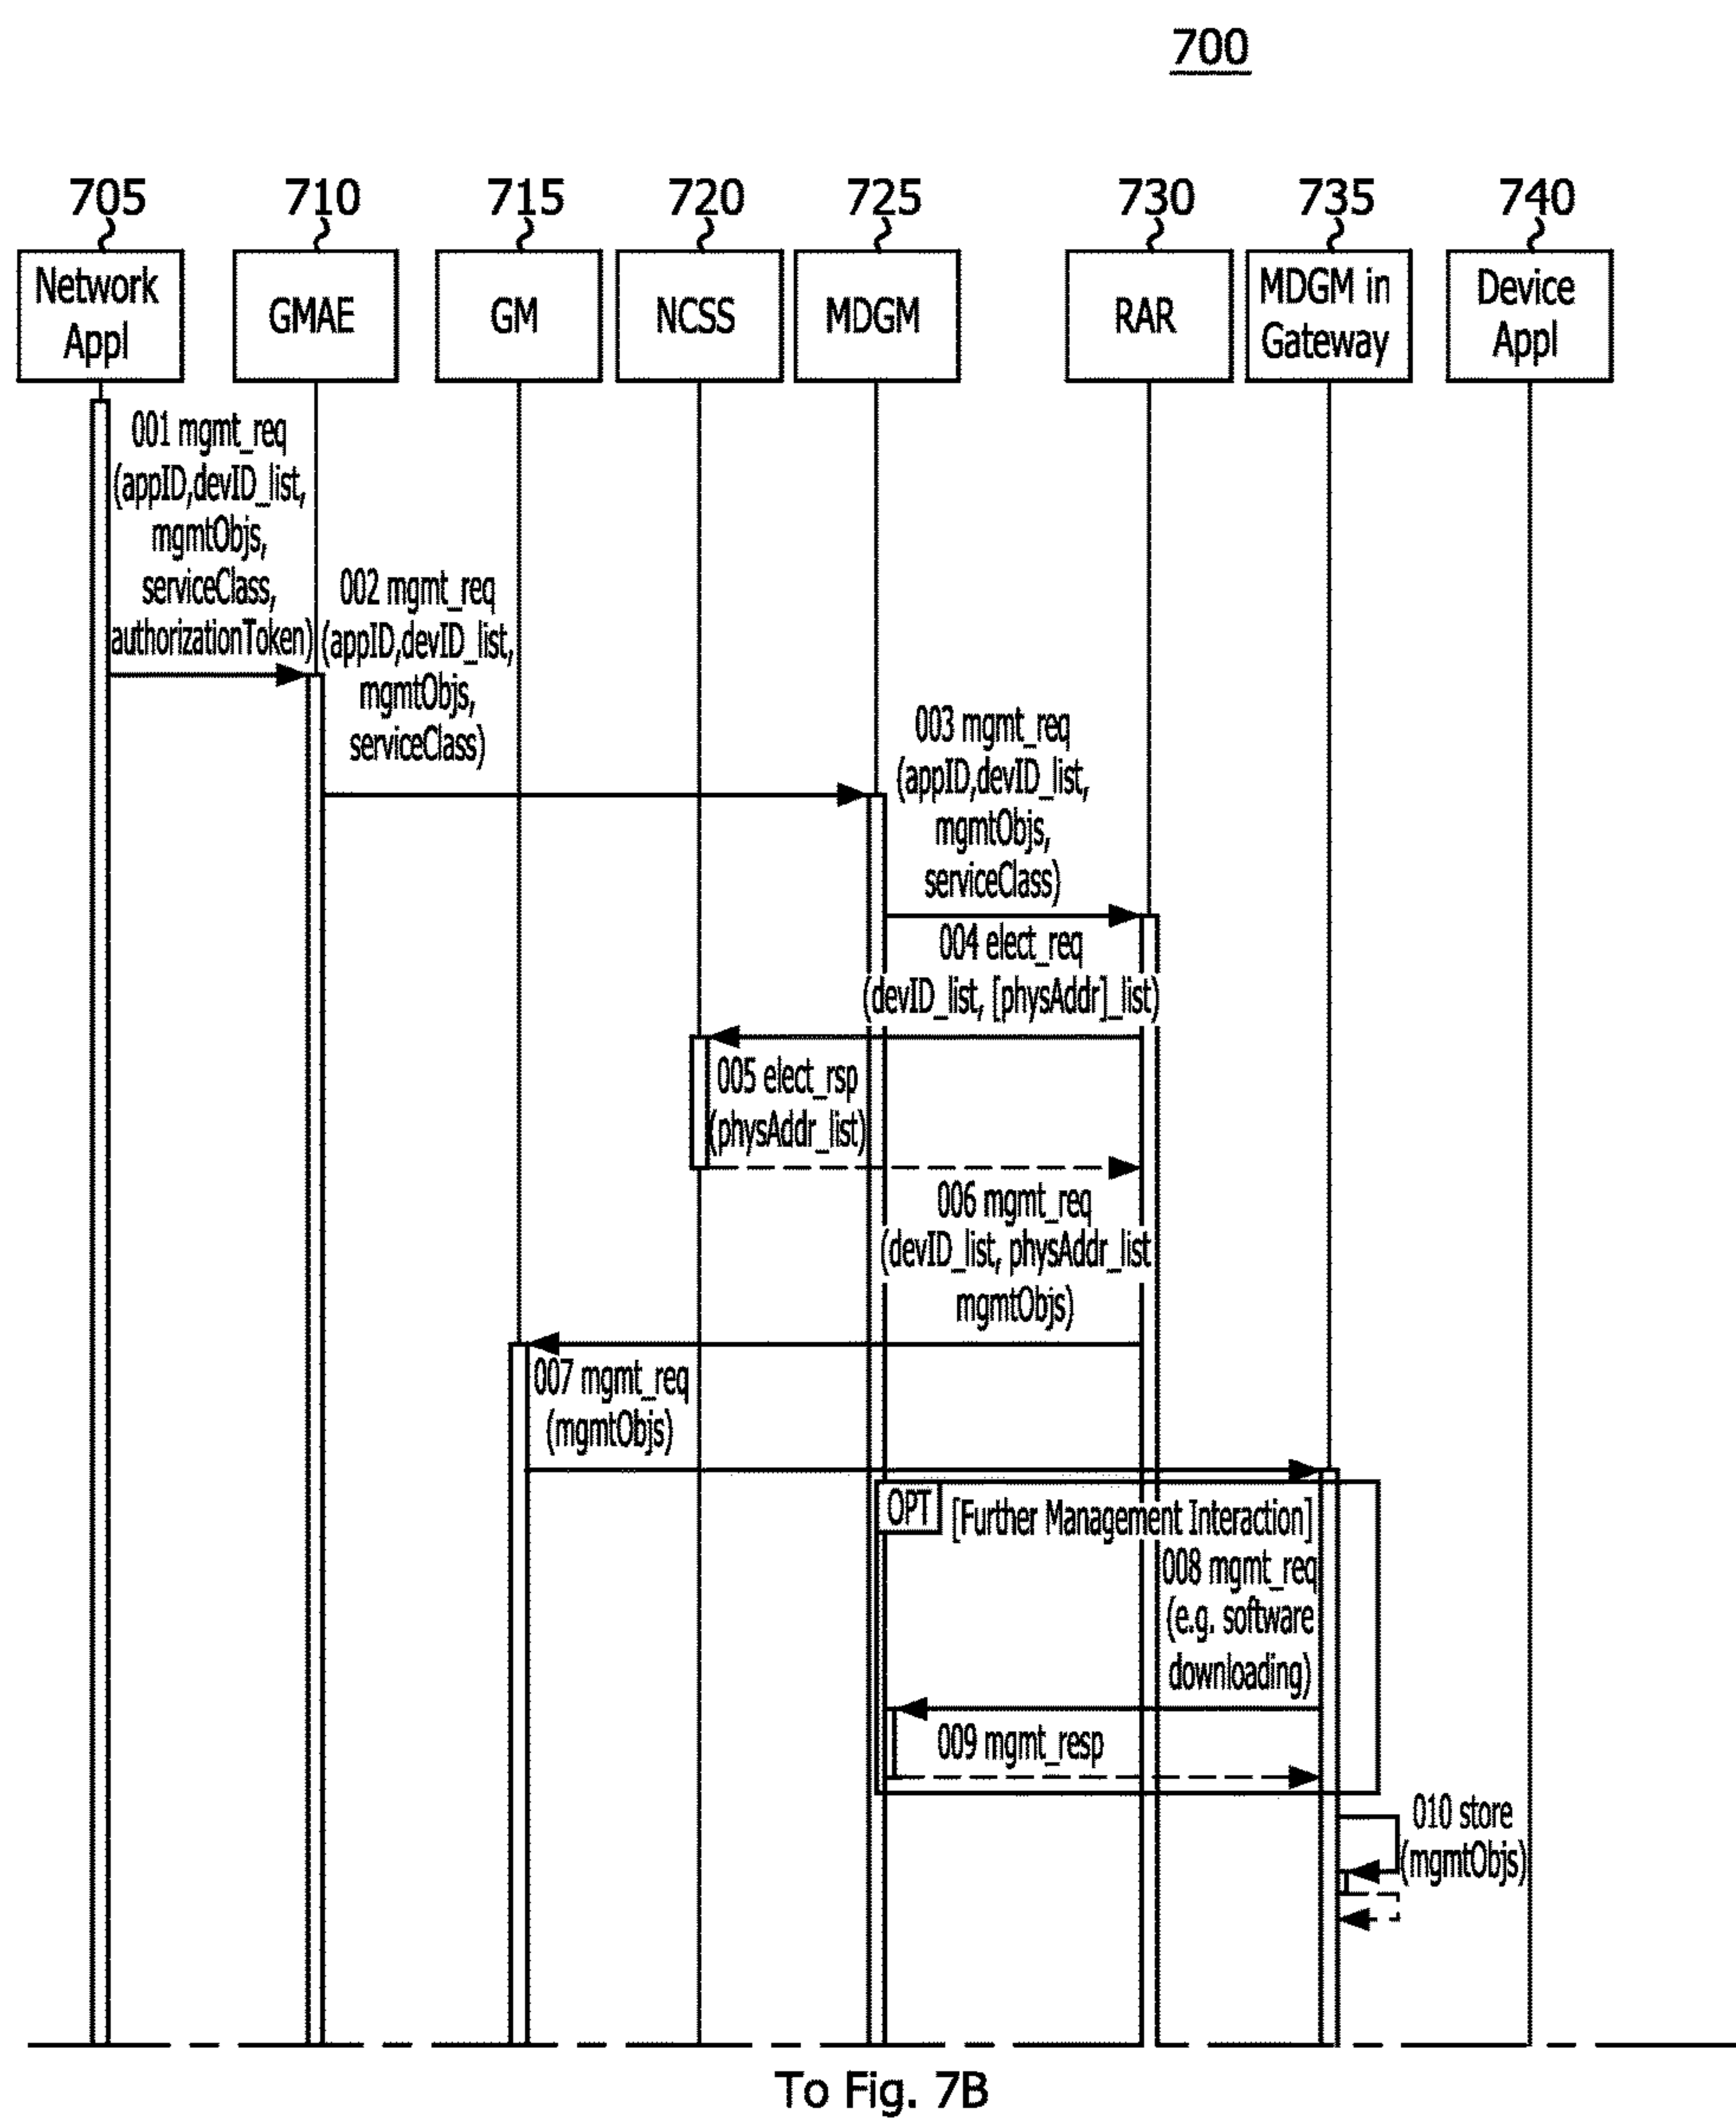 700
705
710
715
720
725
730
735
740
Network
Appl
GMAE
GM
NCSS
MDGM
RAR
MDGM in
Gateway
Device
Appl
001 mgmt_req
(appID,devID_list,
mgmtObjs,
serviceClass,
authorizationToken)
002 mgmt_req
(appID,devID_list,
mgmtObjs,
serviceClass)
003 mgmt_req
(appID,devID_list,
mgmtObjs,
serviceClass)
004 elect_req
(devID_list, [physAddr]_list)
005 elect_rsp
(physAddr_list)
006 mgmt_req
(devID_list, physAddr_list
mgmtObjs)
007 mgmt_req
(mgmtObjs)
OPT
[Further Management Interaction]
008 mgmt_req
(e.g. software
downloading)
009 mgmt_resp
010 store
(mgmtObjs)
To Fig. 7B